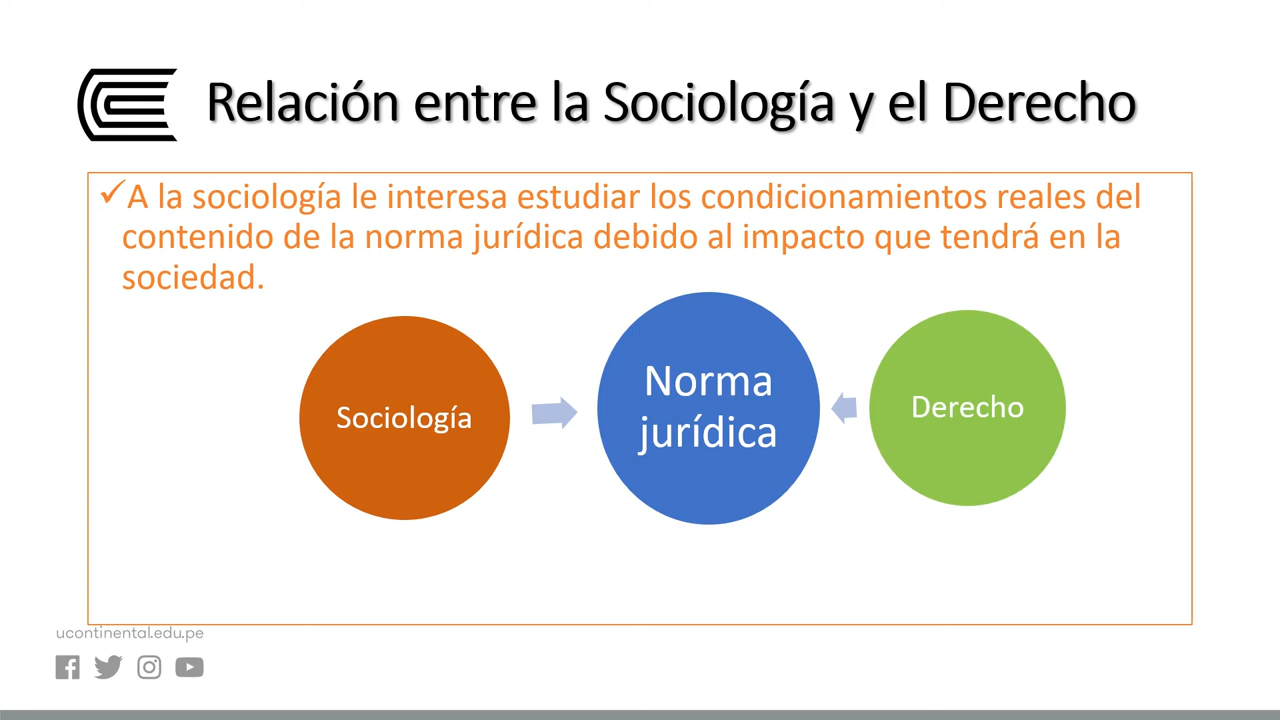 Relación entre la Sociología y el Derecho
✓A la sociología le interesa estudiar los condicionamientos reales del
contenido de la norma jurídica debido al impacto que tendrá en la
sociedad.
Sociología
Norma
jurídica
Derecho
ucontinental.edu.pe